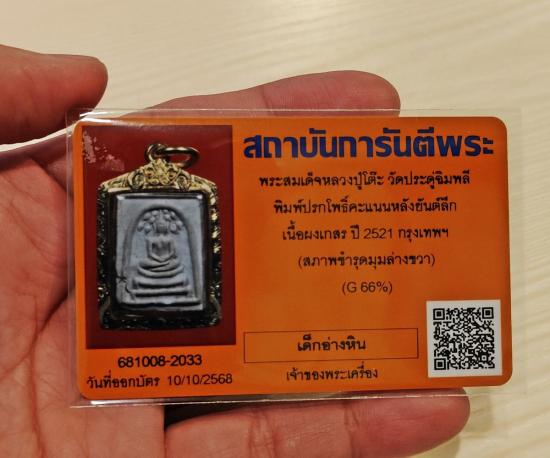 สถาบันการันตีพระ
พระสมเด็จหลวงปู่โต๊ะ วัดประดู่ฉิมพลี
พิมพ์ปรกโพธิ์คะแนนหลังยันต์ลึก
เนื้อผงเกสร ปี 2521 กรุงเทพฯ
(สภาพชำรุดมุมล่างขวา)
(G 66%)
เด็กอ่างหิน
เจ้าของพระเครื่อง
681008-2033
วันที่ออกบัตร 10/10/2568